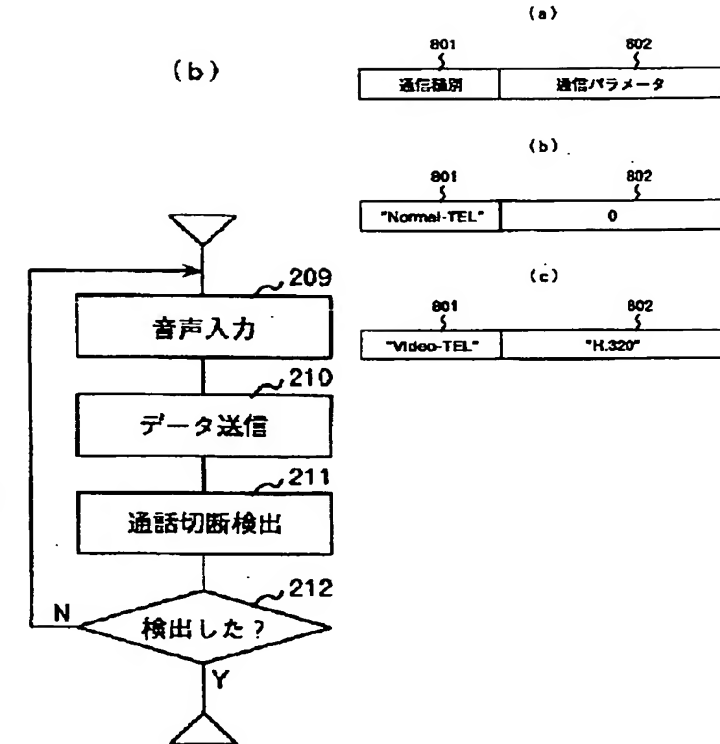 (b)
209
音声入力
210
データ送信
211
通話切断検出
212
検出した?
N
Y
(a)
801 802
通信種別 通信パラメータ
(b)
801 802
"Normal-TEL" 0
(c)
801 802
"Video-TEL" "H.320"